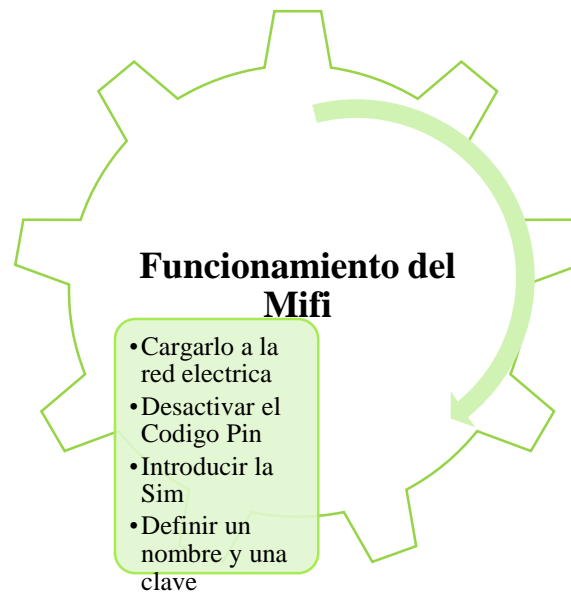 Funcionamiento del
Mifi
•Cargarlo a la
red electrica
•Desactivar el
Codigo Pin
•Introducir la
Sim
•Definir un
nombre y una
clave